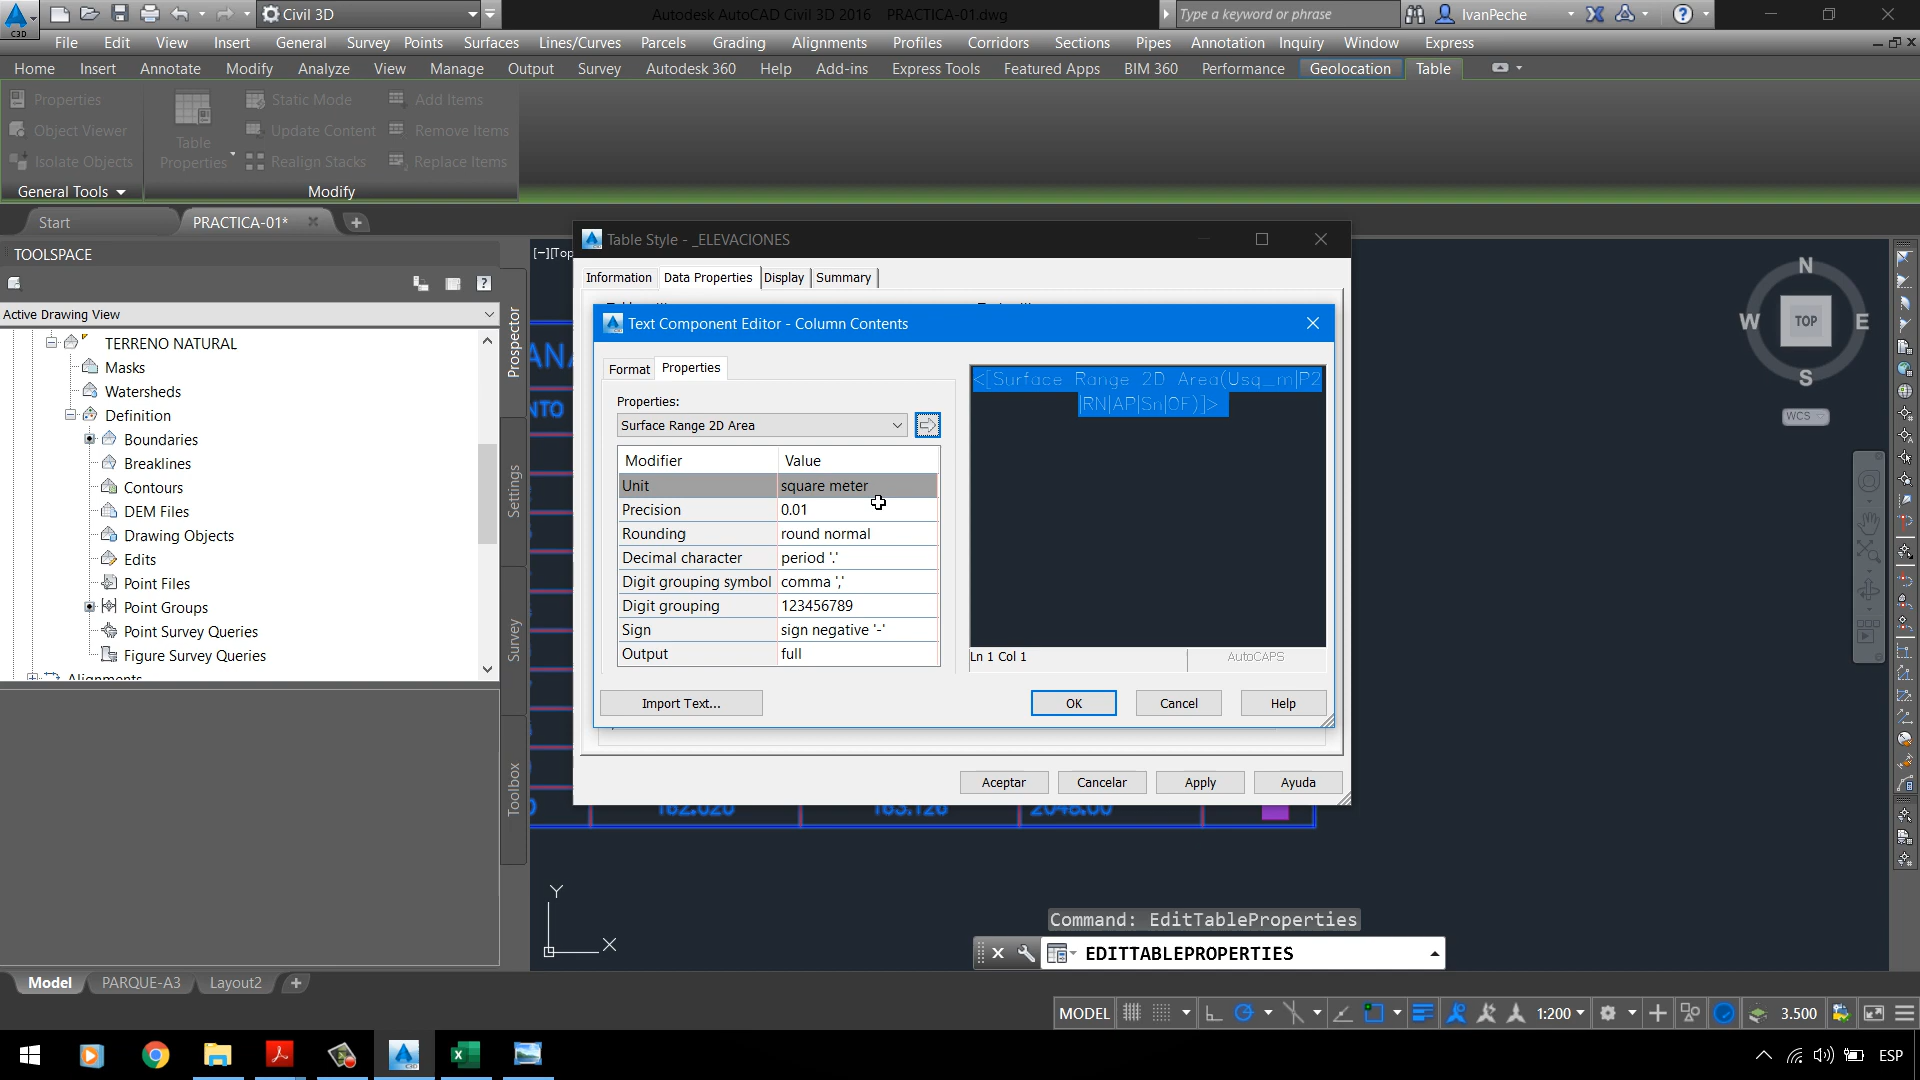 Civil 3D
Autodesk AutoCAD Civil 3D 2016 PRACTICA-01.dwg
Type a keyword or phrase
IvanPeche
C3D
File Edit View Insert General Survey Points Surfaces Lines/Curves Parcels Grading Alignments Profiles Corridors Sections Pipes Annotation Inquiry Window Express
Home Insert Annotate Modify Analyze View Manage Output Survey Autodesk 360 Help Add-ins Express Tools Featured Apps BIM 360 Performance Geolocation Table
Properties
Object Viewer
Isolate Objects
Table
Properties
Static Mode
Update Content
Realign Stacks
Add Items
Remove Items
Replace Items
General Tools
Modify
Start
PRACTICA-01*
TOOLSPACE
Active Drawing View
TERRENO NATURAL
Masks
Watersheds
Definition
Boundaries
Breaklines
Contours
DEM Files
Drawing Objects
Edits
Point Files
Point Groups
Point Survey Queries
Figure Survey Queries
Alignments
Prospector
Settings
Survey
Toolbox
[−][Top
Table Style - _ELEVACIONES
Information
Data Properties
Display
Summary
Text Component Editor - Column Contents
Format
Properties
Properties:
Surface Range 2D Area
Modifier Value
Unit square meter
Precision 0.01
Rounding round normal
Decimal character period '.'
Digit grouping symbol comma ','
Digit grouping 123456789
Sign sign negative '-'
Output full
<[Surface Range 2D Area(Usq_m|P2
|RN|AP|Sn|OF)]>
Ln 1 Col 1
AutoCAPS
Import Text...
OK
Cancel
Help
Aceptar
Cancelar
Apply
Ayuda
162.020 163.126 2048.00
N
W TOP E
S
WCS
Y
X
Command: EditTableProperties
EDITTABLEPROPERTIES
Model PARQUE-A3 Layout2
MODEL
1:200
3.500
ESP